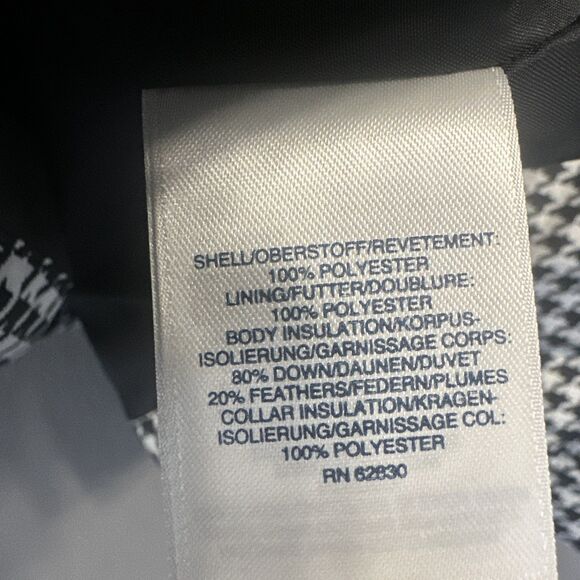 SHELL/OBERSTOFF/REVETEMENT:
100% POLYESTER
LINING/FUTTER/DOUBLURE:
100% POLYESTER
BODY INSULATION/KORPUS-
ISOLIERUNG/GARNISSAGE CORPS:
80% DOWN/DAUNEN/DUVET
20% FEATHERS/FEDERN/PLUMES
COLLAR INSULATION/KRAGEN-
ISOLIERUNG/GARNISSAGE COL:
100% POLYESTER
RN 62830